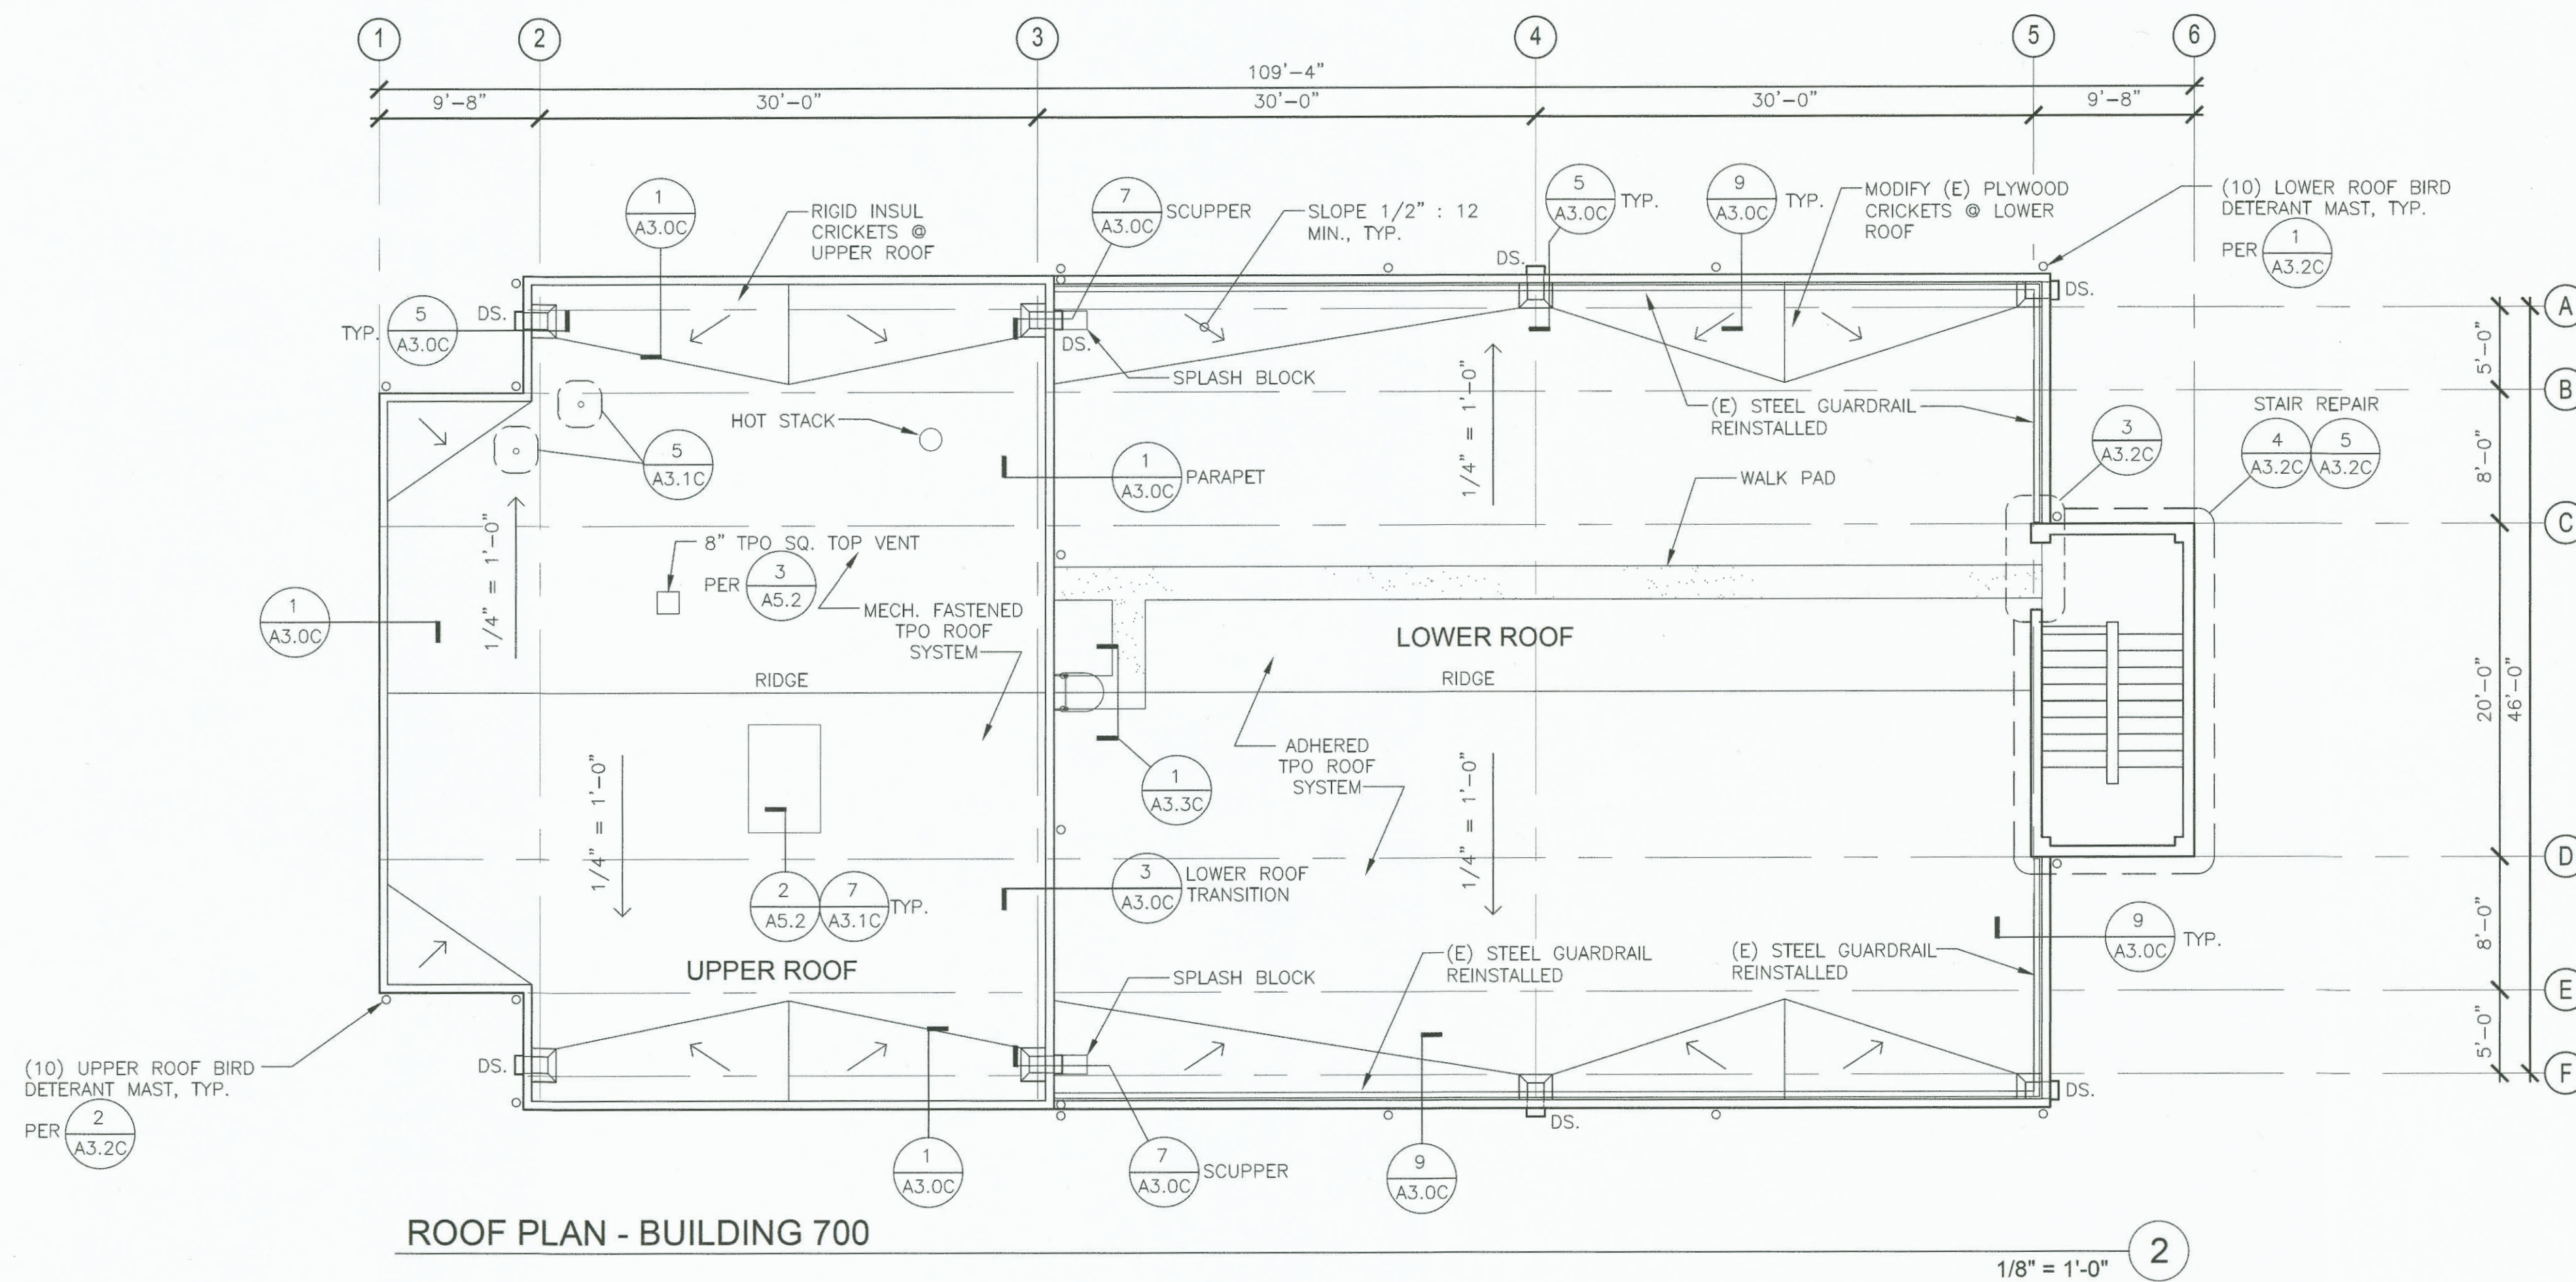 1
2
3
4
5
6
109'-4"
9'-8"
30'-0"
30'-0"
30'-0"
9'-8"
1
A3.0C
RIGID INSUL
CRICKETS @
UPPER ROOF
7
A3.0C
SCUPPER
SLOPE 1/2" : 12
MIN., TYP.
5
A3.0C
TYP.
9
A3.0C
TYP.
MODIFY (E) PLYWOOD
CRICKETS @ LOWER
ROOF
(10) LOWER ROOF BIRD
DETERANT MAST, TYP.
PER
1
A3.2C
DS.
DS.
A
TYP.
5
A3.0C
DS.
DS.
SPLASH BLOCK
5'-0"
B
HOT STACK
1/4" = 1'-0"
(E) STEEL GUARDRAIL
REINSTALLED
STAIR REPAIR
3
A3.2C
4
A3.2C
5
A3.2C
5
A3.1C
1
A3.0C
PARAPET
WALK PAD
8'-0"
C
1/4" = 1'-0"
8" TPO SQ. TOP VENT
PER
3
A5.2
1
A3.0C
MECH. FASTENED
TPO ROOF
SYSTEM
LOWER ROOF
RIDGE
RIDGE
20'-0"
46'-0"
ADHERED
TPO ROOF
SYSTEM
1
A3.3C
1/4" = 1'-0"
1/4" = 1'-0"
D
2
A5.2
7
A3.1C
TYP.
3
A3.0C
LOWER ROOF
TRANSITION
9
A3.0C
TYP.
8'-0"
UPPER ROOF
SPLASH BLOCK
(E) STEEL GUARDRAIL
REINSTALLED
(E) STEEL GUARDRAIL
REINSTALLED
E
5'-0"
(10) UPPER ROOF BIRD
DETERANT MAST, TYP.
PER
2
A3.2C
DS.
DS.
DS.
F
1
A3.0C
7
A3.0C
SCUPPER
9
A3.0C
ROOF PLAN - BUILDING 700
2
1/8" = 1'-0"